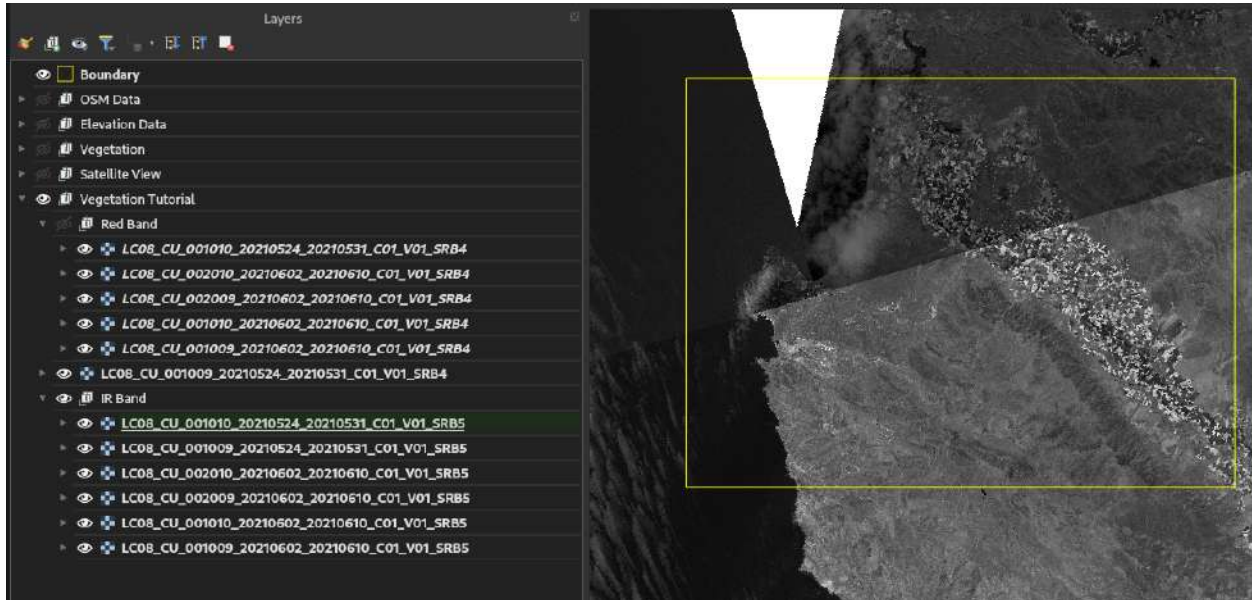 Layers
Boundary
OSM Data
Elevation Data
Vegetation
Satellite View
Vegetation Tutorial
Red Band
LC08_CU_001010_20210524_20210531_C01_V01_SRB4
LC08_CU_002010_20210602_20210610_C01_V01_SRB4
LC08_CU_002009_20210602_20210610_C01_V01_SRB4
LC08_CU_001010_20210602_20210610_C01_V01_SRB4
LC08_CU_001009_20210602_20210610_C01_V01_SRB4
LC08_CU_001009_20210524_20210531_C01_V01_SRB4
IR Band
LC08_CU_001010_20210524_20210531_C01_V01_SRB5
LC08_CU_001009_20210524_20210531_C01_V01_SRB5
LC08_CU_002010_20210602_20210610_C01_V01_SRB5
LC08_CU_002009_20210602_20210610_C01_V01_SRB5
LC08_CU_001010_20210602_20210610_C01_V01_SRB5
LC08_CU_001009_20210602_20210610_C01_V01_SRB5